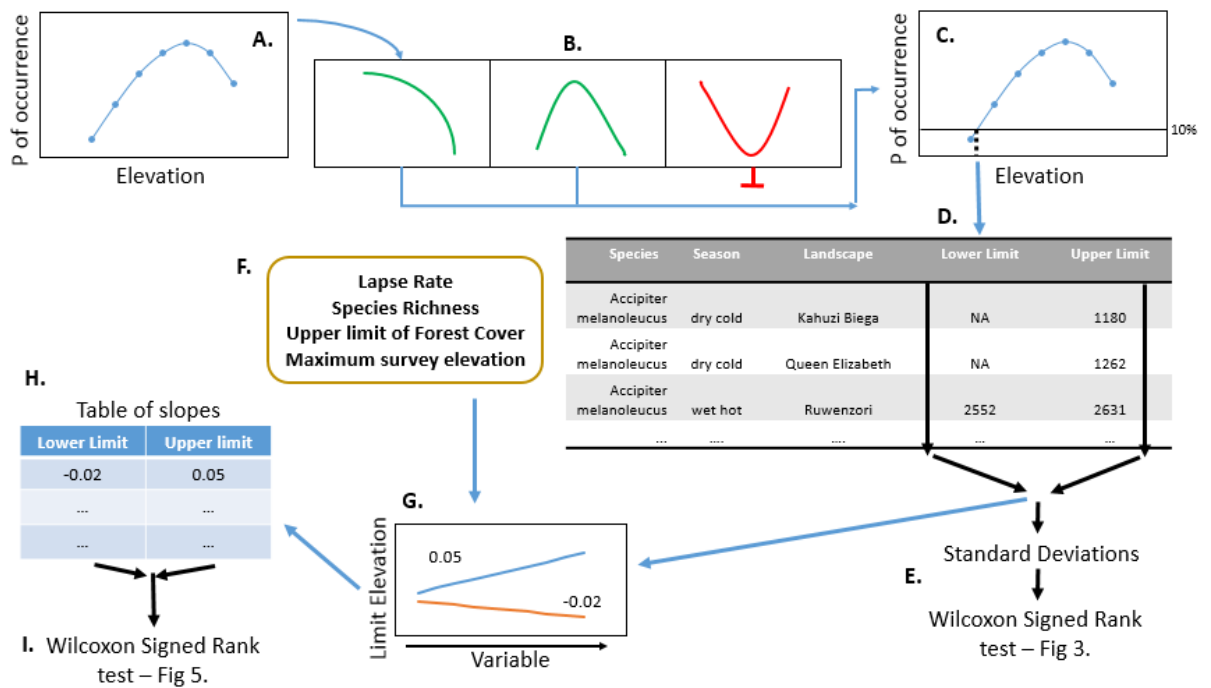 A.
P of occurrence
Elevation
B.
C.
P of occurrence
10%
Elevation
D.
Species Season Landscape Lower Limit Upper Limit
Accipiter
melanoleucus dry cold Kahuzi Biega NA 1180
Accipiter
melanoleucus dry cold Queen Elizabeth NA 1262
Accipiter
melanoleucus wet hot Ruwenzori 2552 2631
... .... .... ... ...
F.
Lapse Rate
Species Richness
Upper limit of Forest Cover
Maximum survey elevation
H.
Table of slopes
Lower Limit Upper limit
-0.02 0.05
... ...
... ...
G.
Limit Elevation
0.05
-0.02
Variable
Standard Deviations
E.
Wilcoxon Signed Rank
test – Fig 3.
I. Wilcoxon Signed Rank
test – Fig 5.